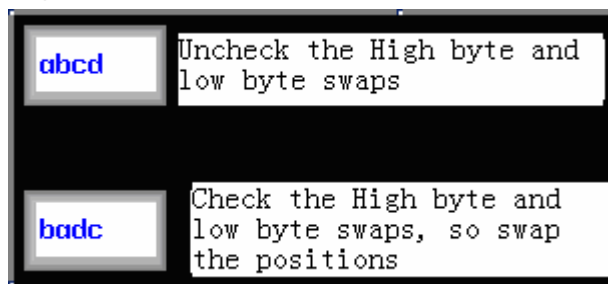 abcd
Uncheck the High byte and
low byte swaps
badc
Check the High byte and
low byte swaps, so swap
the positions